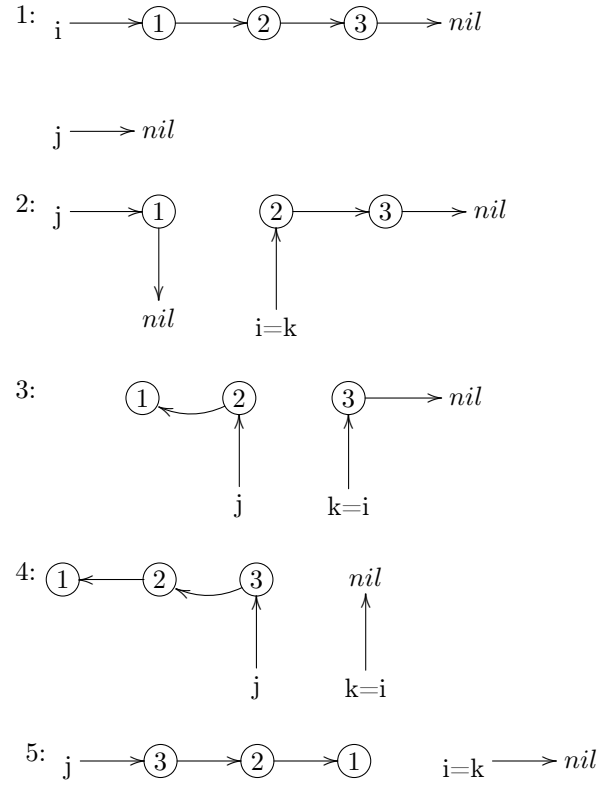 1: i 1 2 3 nil
j nil
2: j 1 2 3 nil
nil i=k
3: 1 2 3 nil
j k=i
4: 1 2 3 nil
j k=i
5: j 3 2 1 i=k nil